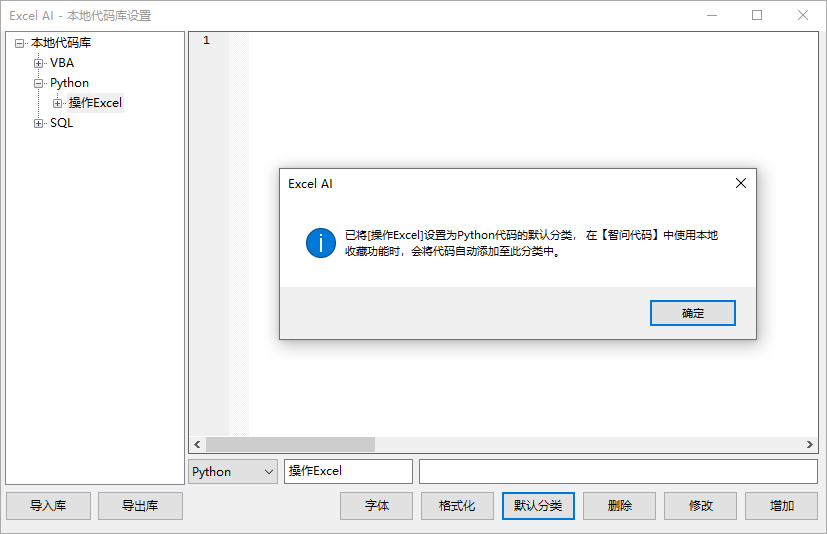 Excel AI - 本地代码库设置
本地代码库
VBA
Python
操作Excel
SQL
1
Excel AI
已将[操作Excel]设置为Python代码的默认分类， 在【智问代码】中使用本地
收藏功能时，会将代码自动添加至此分类中。
确定
Python
操作Excel
导入库
导出库
字体
格式化
默认分类
删除
修改
增加